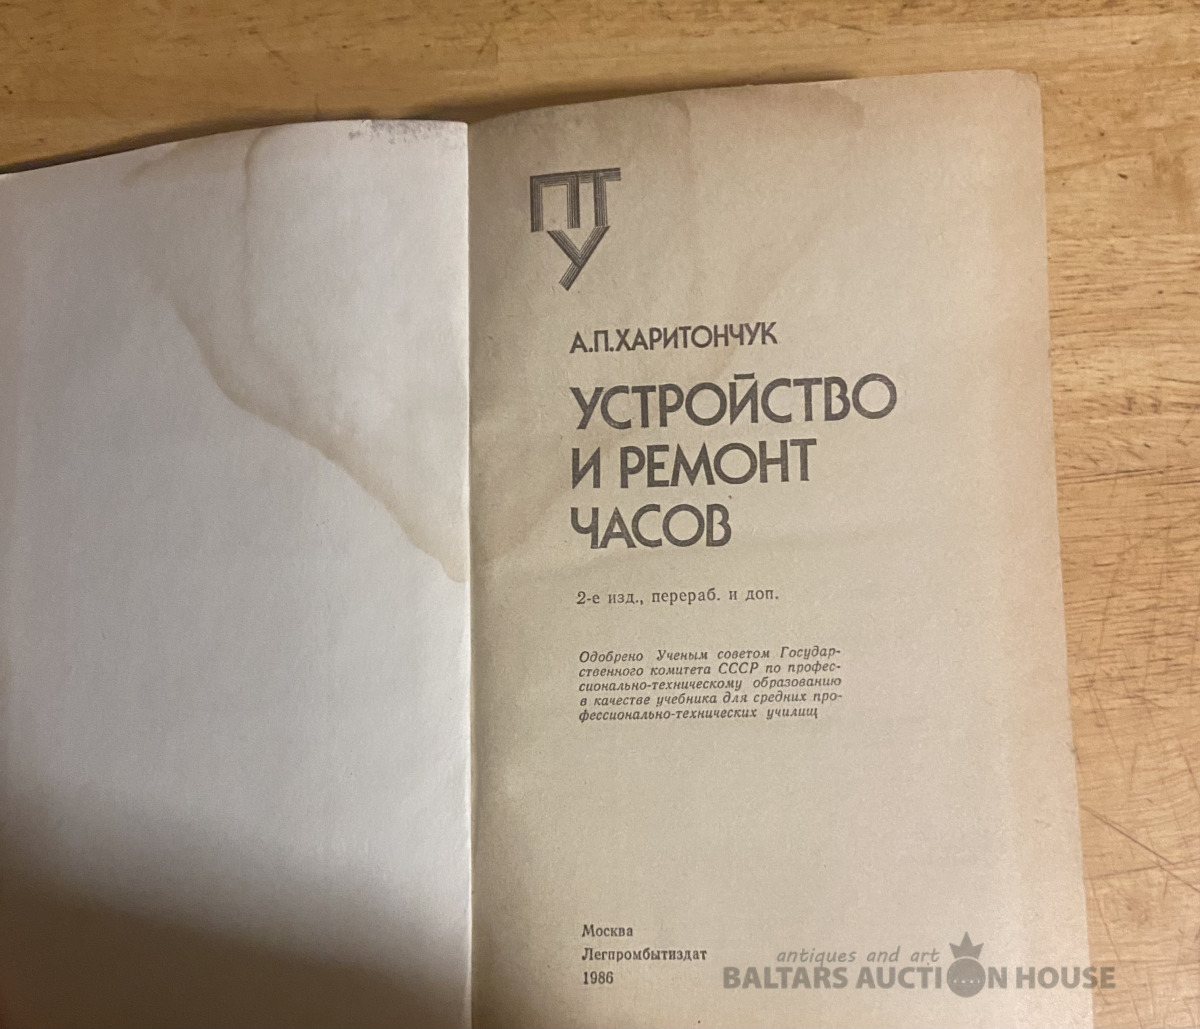 ПТ
У
А.П.ХАРИТОНЧУК
УСТРОЙСТВО
И РЕМОНТ
ЧАСОВ
2-е изд., перераб. и доп.
Одобрено Ученым советом Государ-
ственного комитета СССР по профес-
сионально-техническому образованию
в качестве учебника для средних про-
фессионально-технических училищ
Москва
Легпромбытиздат
1986
antiques and art
BALTARS AUCTION HOUSE